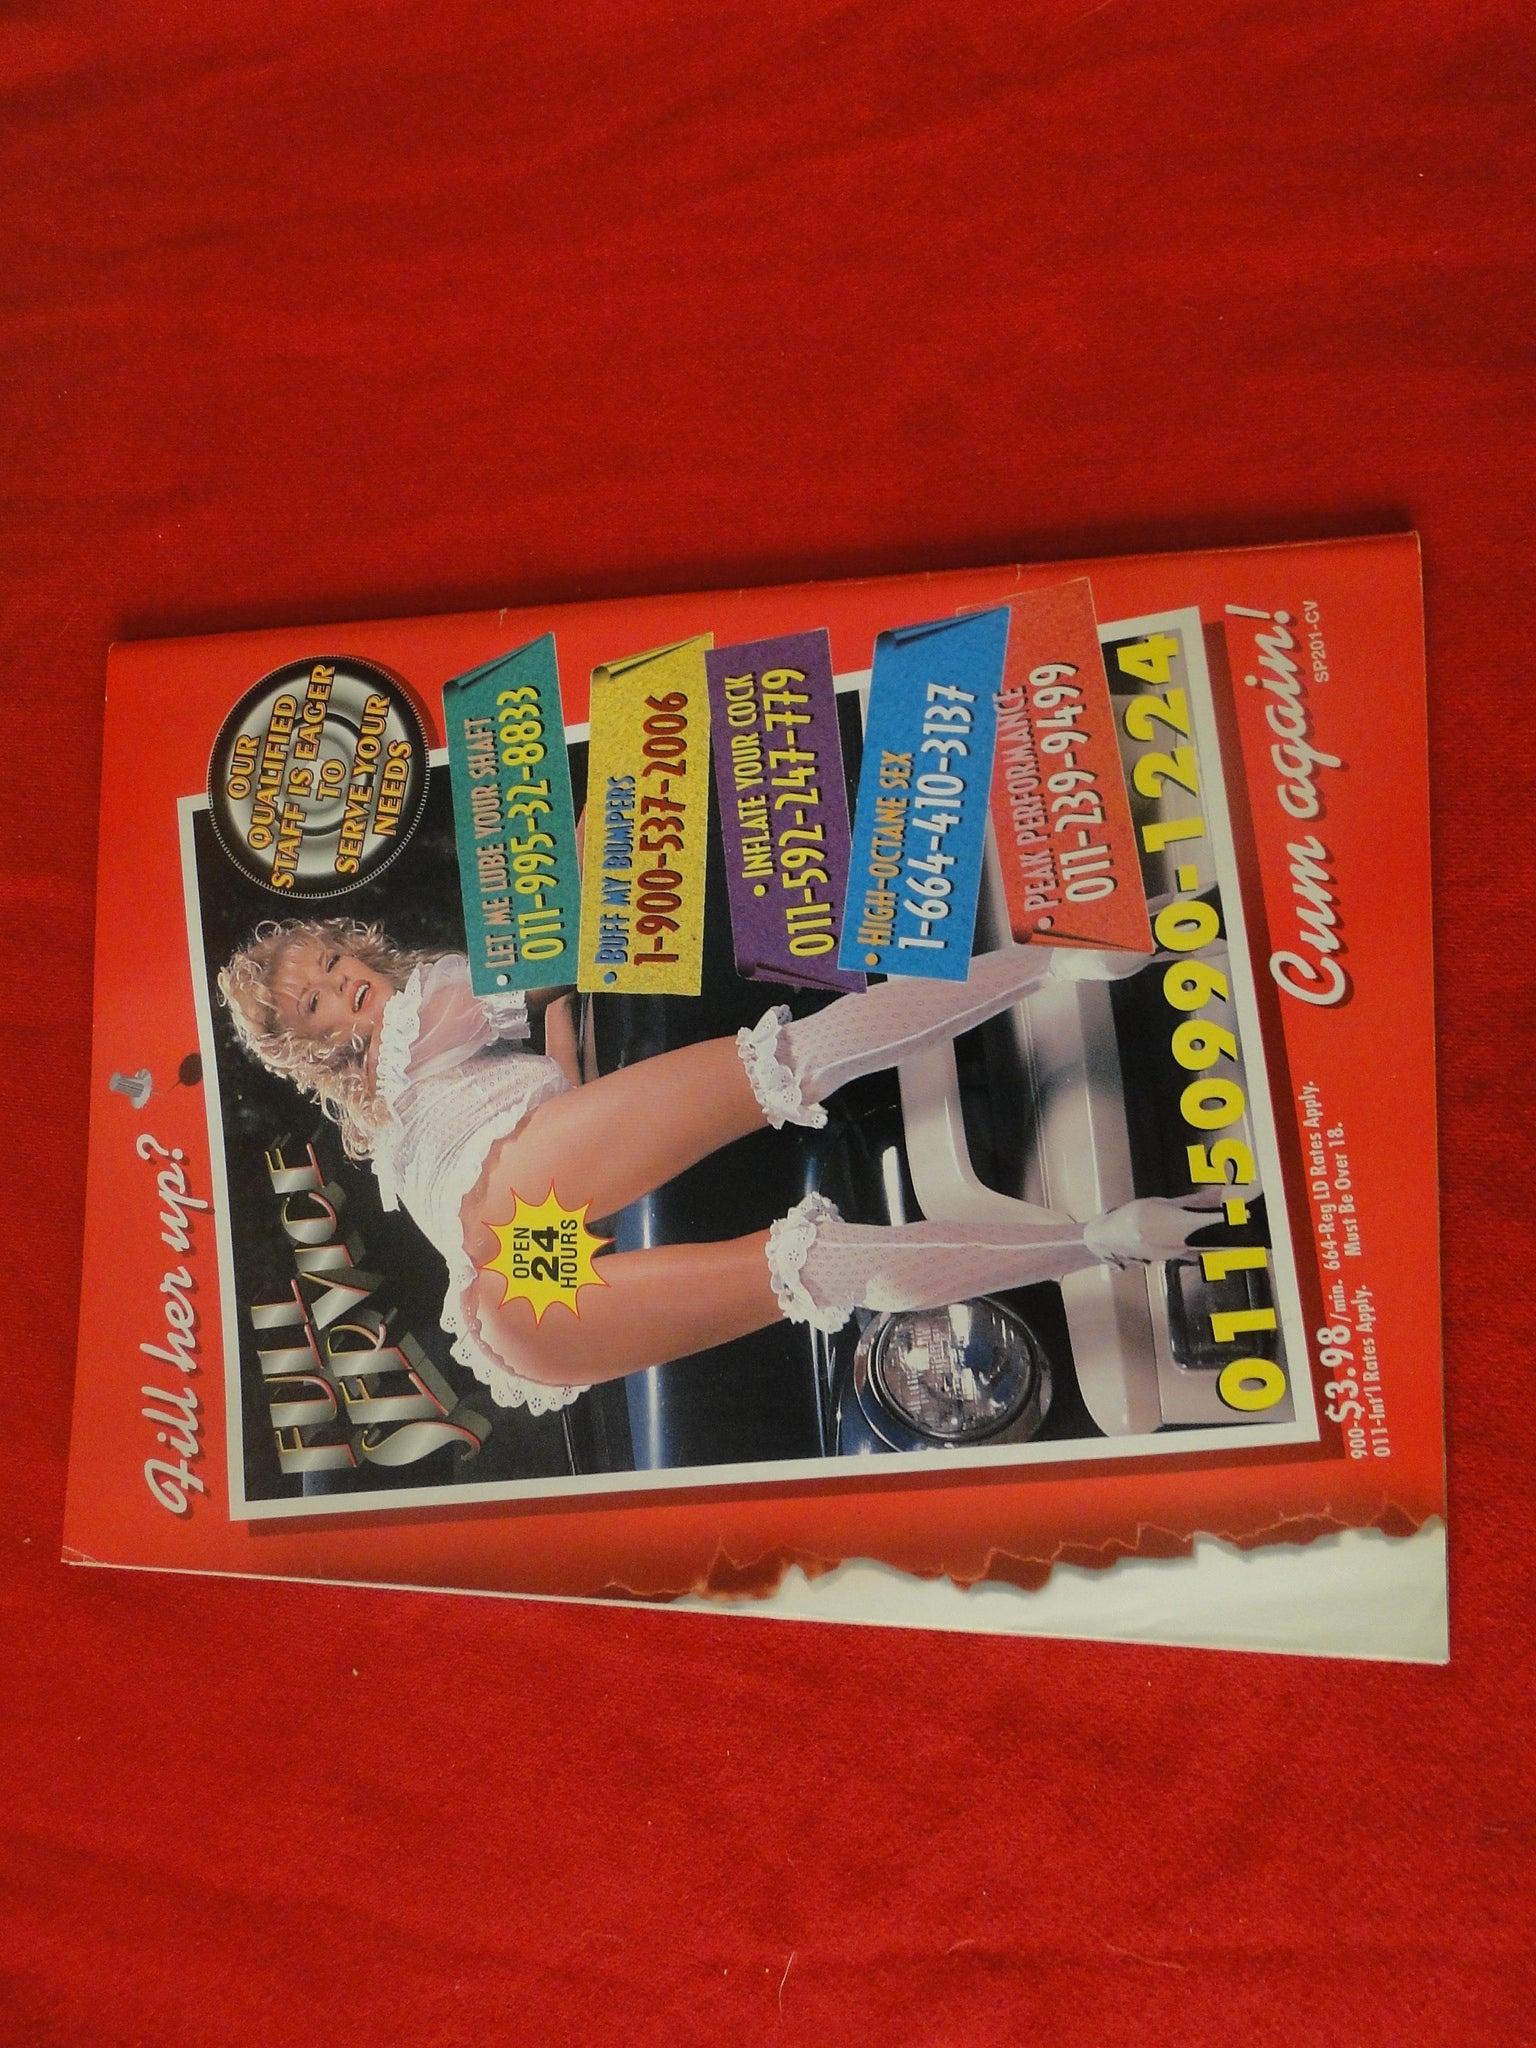 Fill her up?
FULL
SERVICE
OUR
QUALIFIED
STAFF IS EAGER
TO
SERVE YOUR
NEEDS
• LET ME LUBE YOUR SHAFT
011-995-32-8833
• BUFF MY BUMPERS
1-900-537-2006
• INFLATE YOUR COCK
011-592-247-779
• HIGH-OCTANE SEX
1-664-410-3137
• PEAK PERFORMANCE
011-239-9499
OPEN
24
HOURS
011-50990-1224
900-$3.98/min. 664-Reg LD Rates Apply.
011-Int'l Rates Apply. Must Be Over 18.
Cum again!
SP201-CV